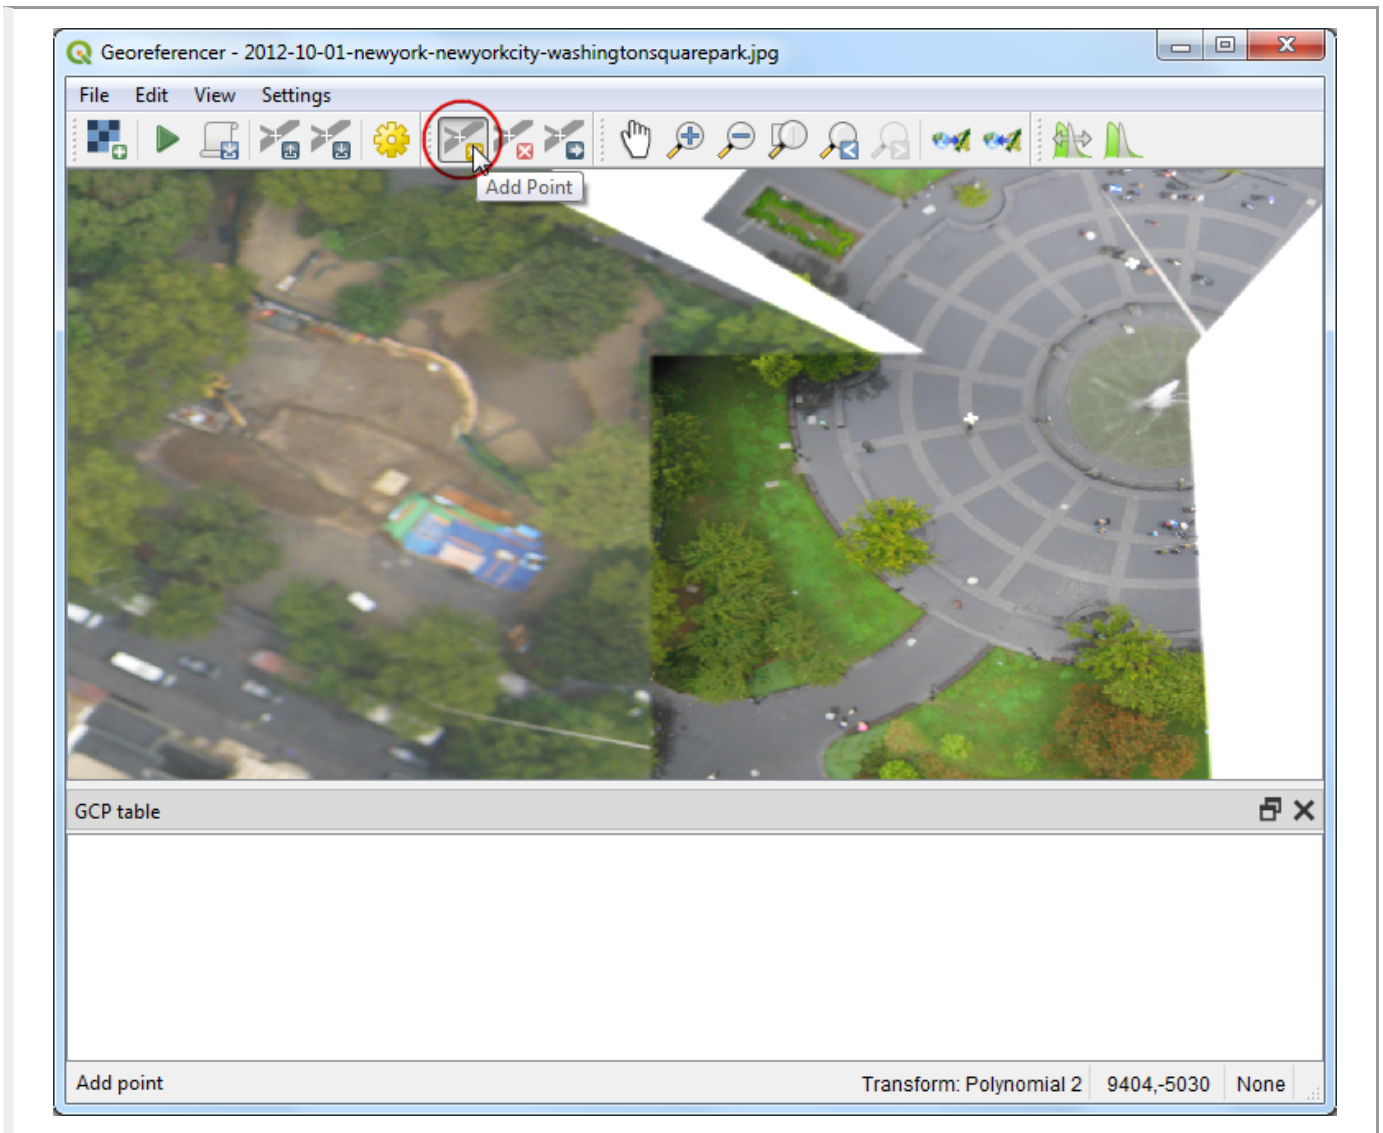 Georeferencer - 2012-10-01-newyork-newyorkcity-washingtonsquarepark.jpg
File Edit View Settings
Add Point
GCP table
Add point Transform: Polynomial 2 9404,-5030 None